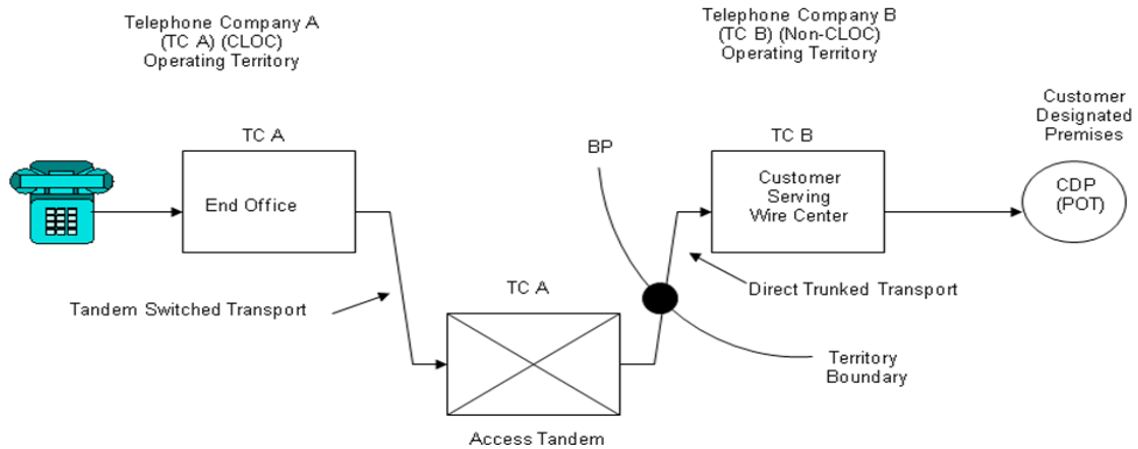 Telephone Company A
(TC A) (CLOC)
Operating Territory
Telephone Company B
(TC B) (Non-CLOC)
Operating Territory
Customer
Designated
Premises
TC A
BP
TC B
End Office
Customer
Serving
Wire Center
CDP
(POT)
Tandem Switched Transport
TC A
Direct Trunked Transport
Territory
Boundary
Access Tandem